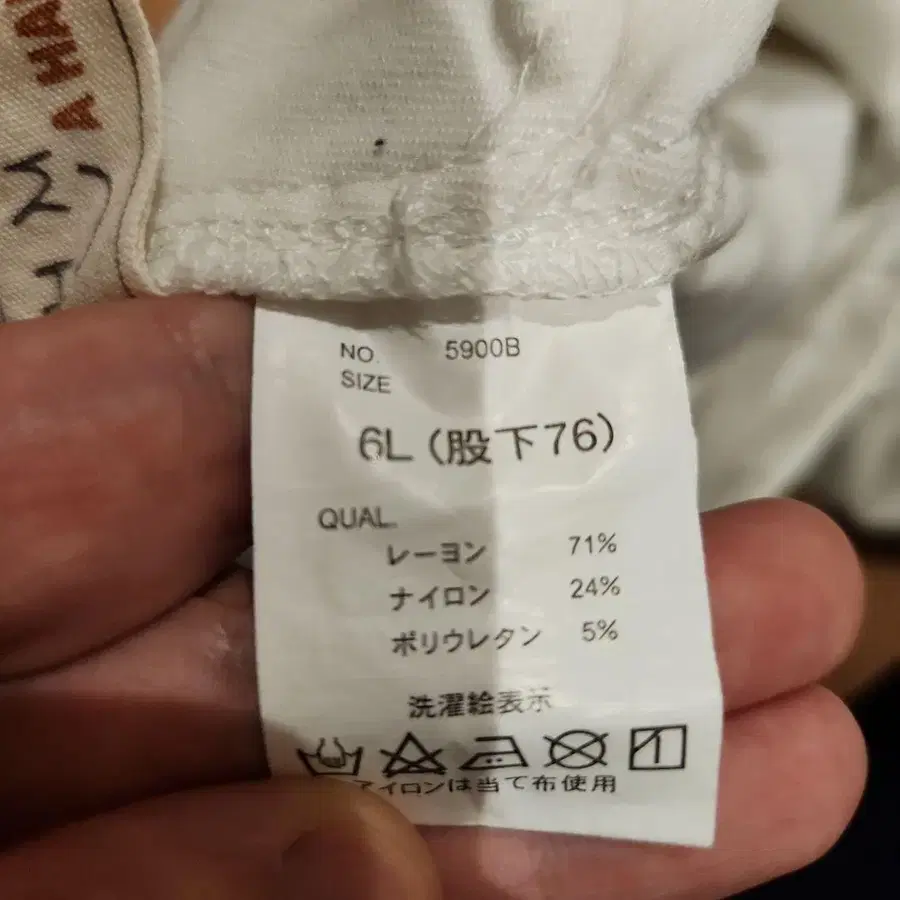 A HA
NO. 5900B
SIZE
6L (股下76)
QUAL.
レーヨン 71%
ナイロン 24%
ポリウレタン 5%
洗濯絵表示
アイロンは当て布使用